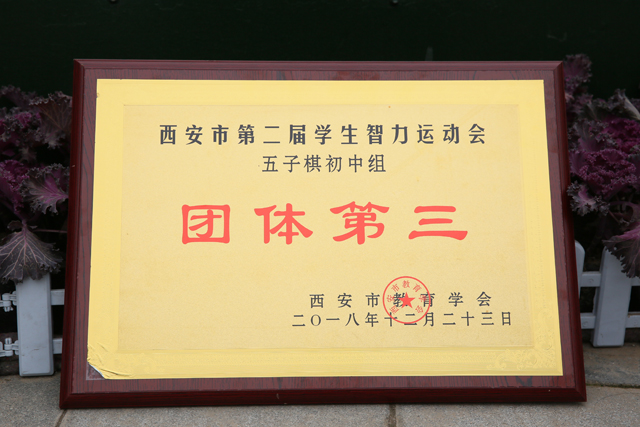 西安市第二届学生智力运动会
五子棋初中组
团体第三
西安市教育学会
二〇一八年十二月二十三日